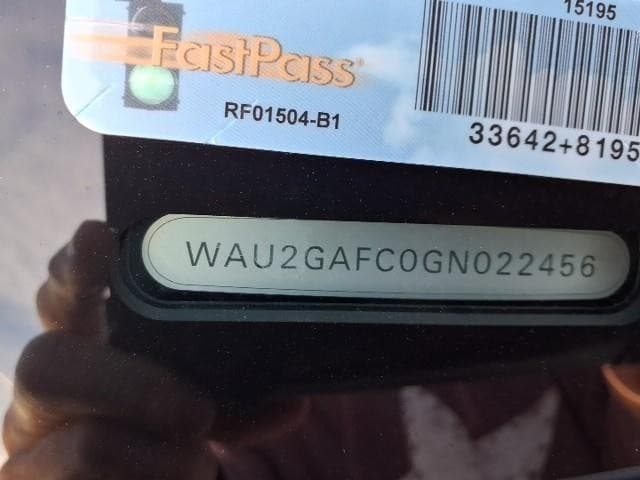 15195
FastPass
RF01504-B1
33642+8195
WAU2GAFC0GN022456